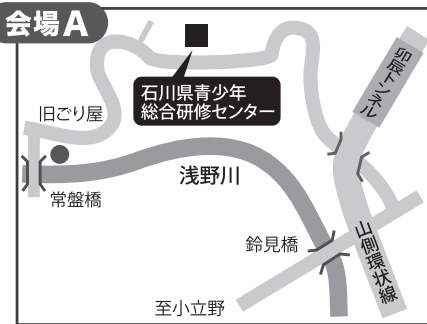 会場A
石川県青少年
総合研修センター
卯辰トンネル
旧ごり屋
浅野川
常盤橋
鈴見橋
山側環状線
至小立野